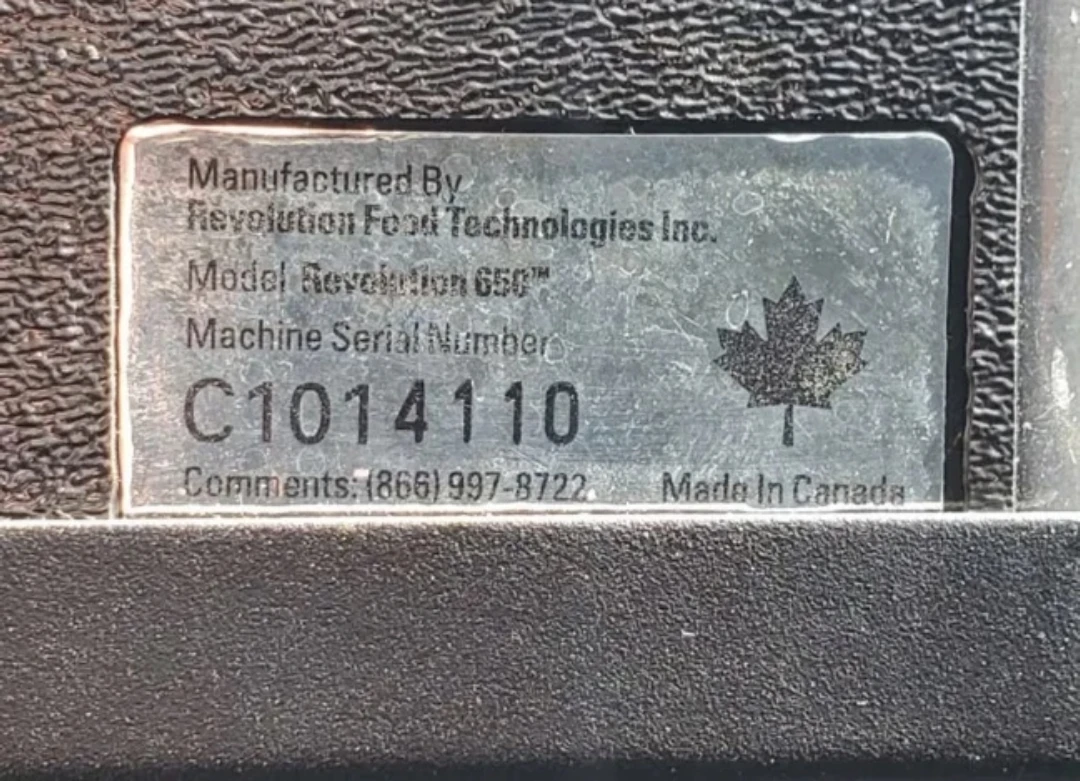 Manufactured By
Revolution Food Technologies Inc.
Model Revolution 650™
Machine Serial Number
C1014110
Comments: (866) 997-8722
Made In Canada